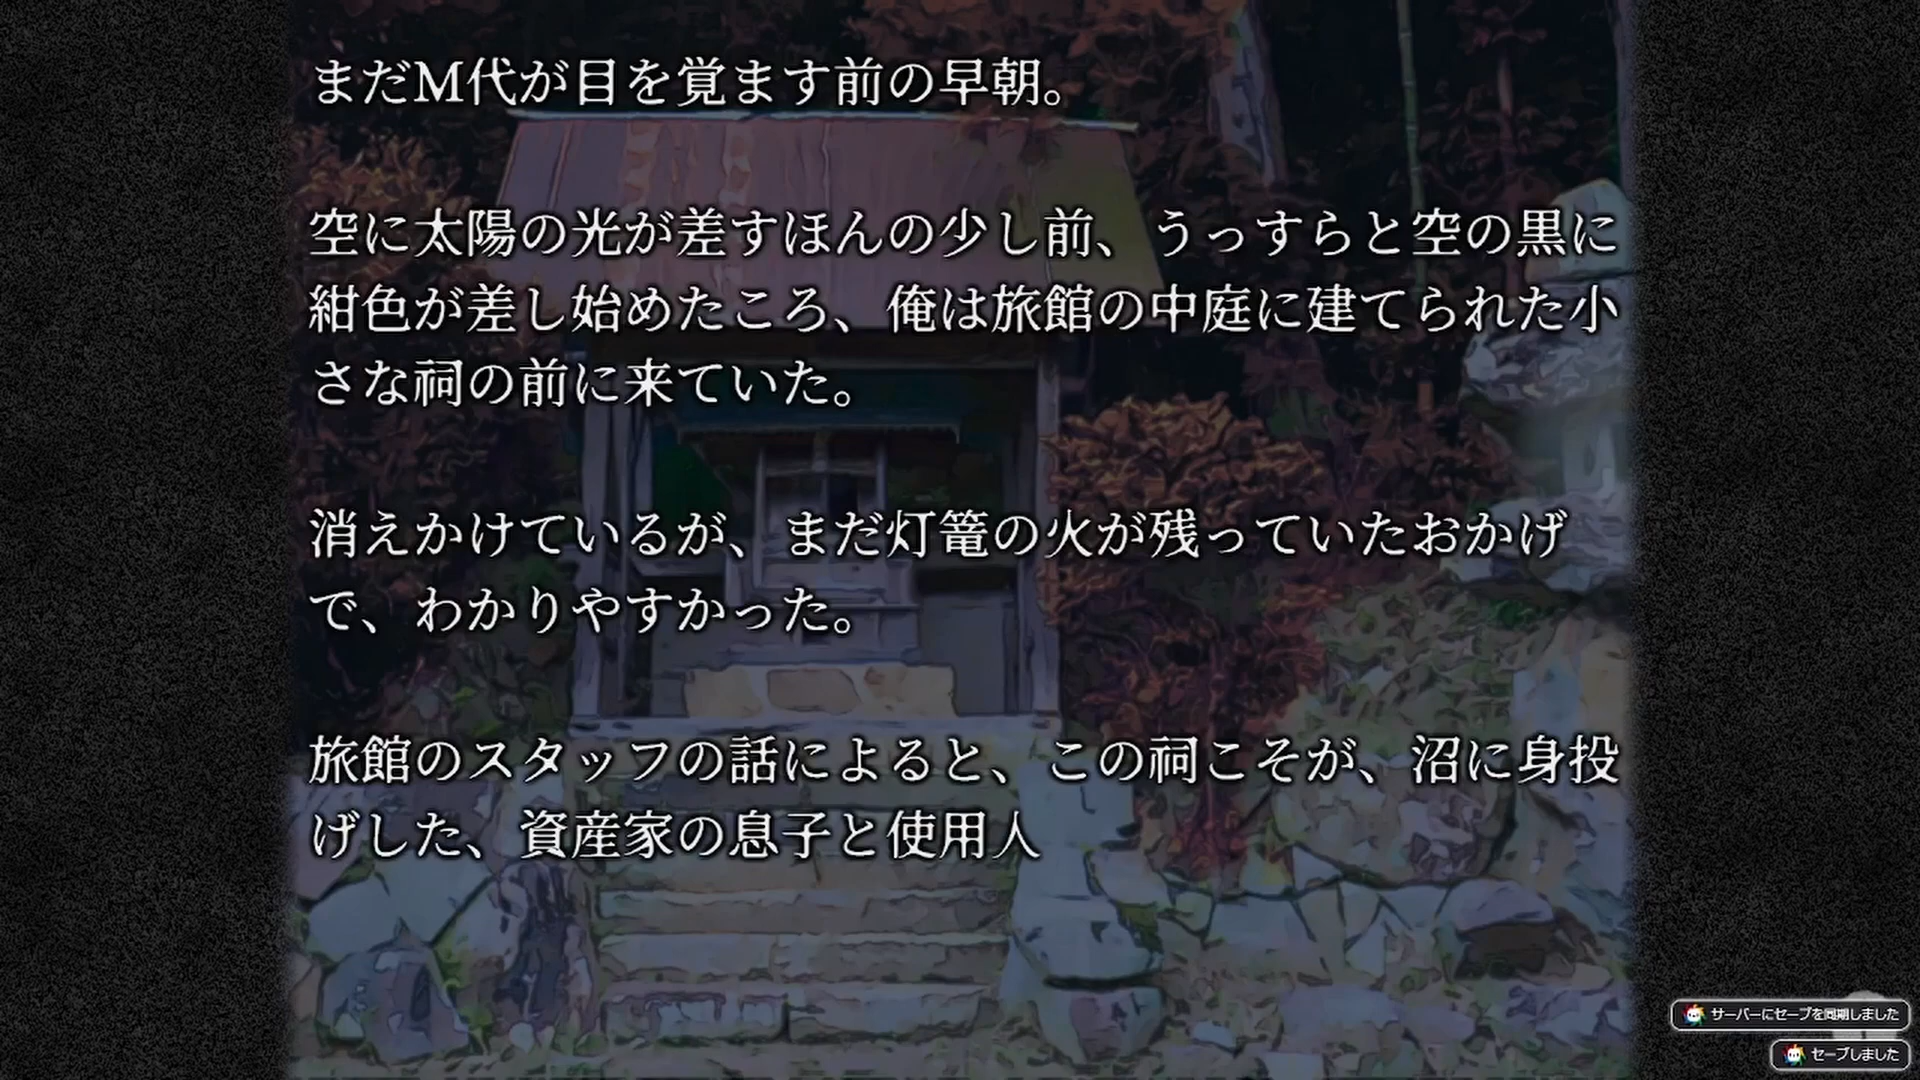 まだM代が目を覚ます前の早朝。
空に太陽の光が差すほんの少し前、うっすらと空の黒に
紺色が差し始めたころ、俺は旅館の中庭に建てられた小
さな祠の前に来ていた。
消えかけているが、まだ灯篭の火が残っていたおかげ
で、わかりやすかった。
旅館のスタッフの話によると、この祠こそが、沼に身投
げした、資産家の息子と使用人
サーバーにセーブを同期しました
セーブしました